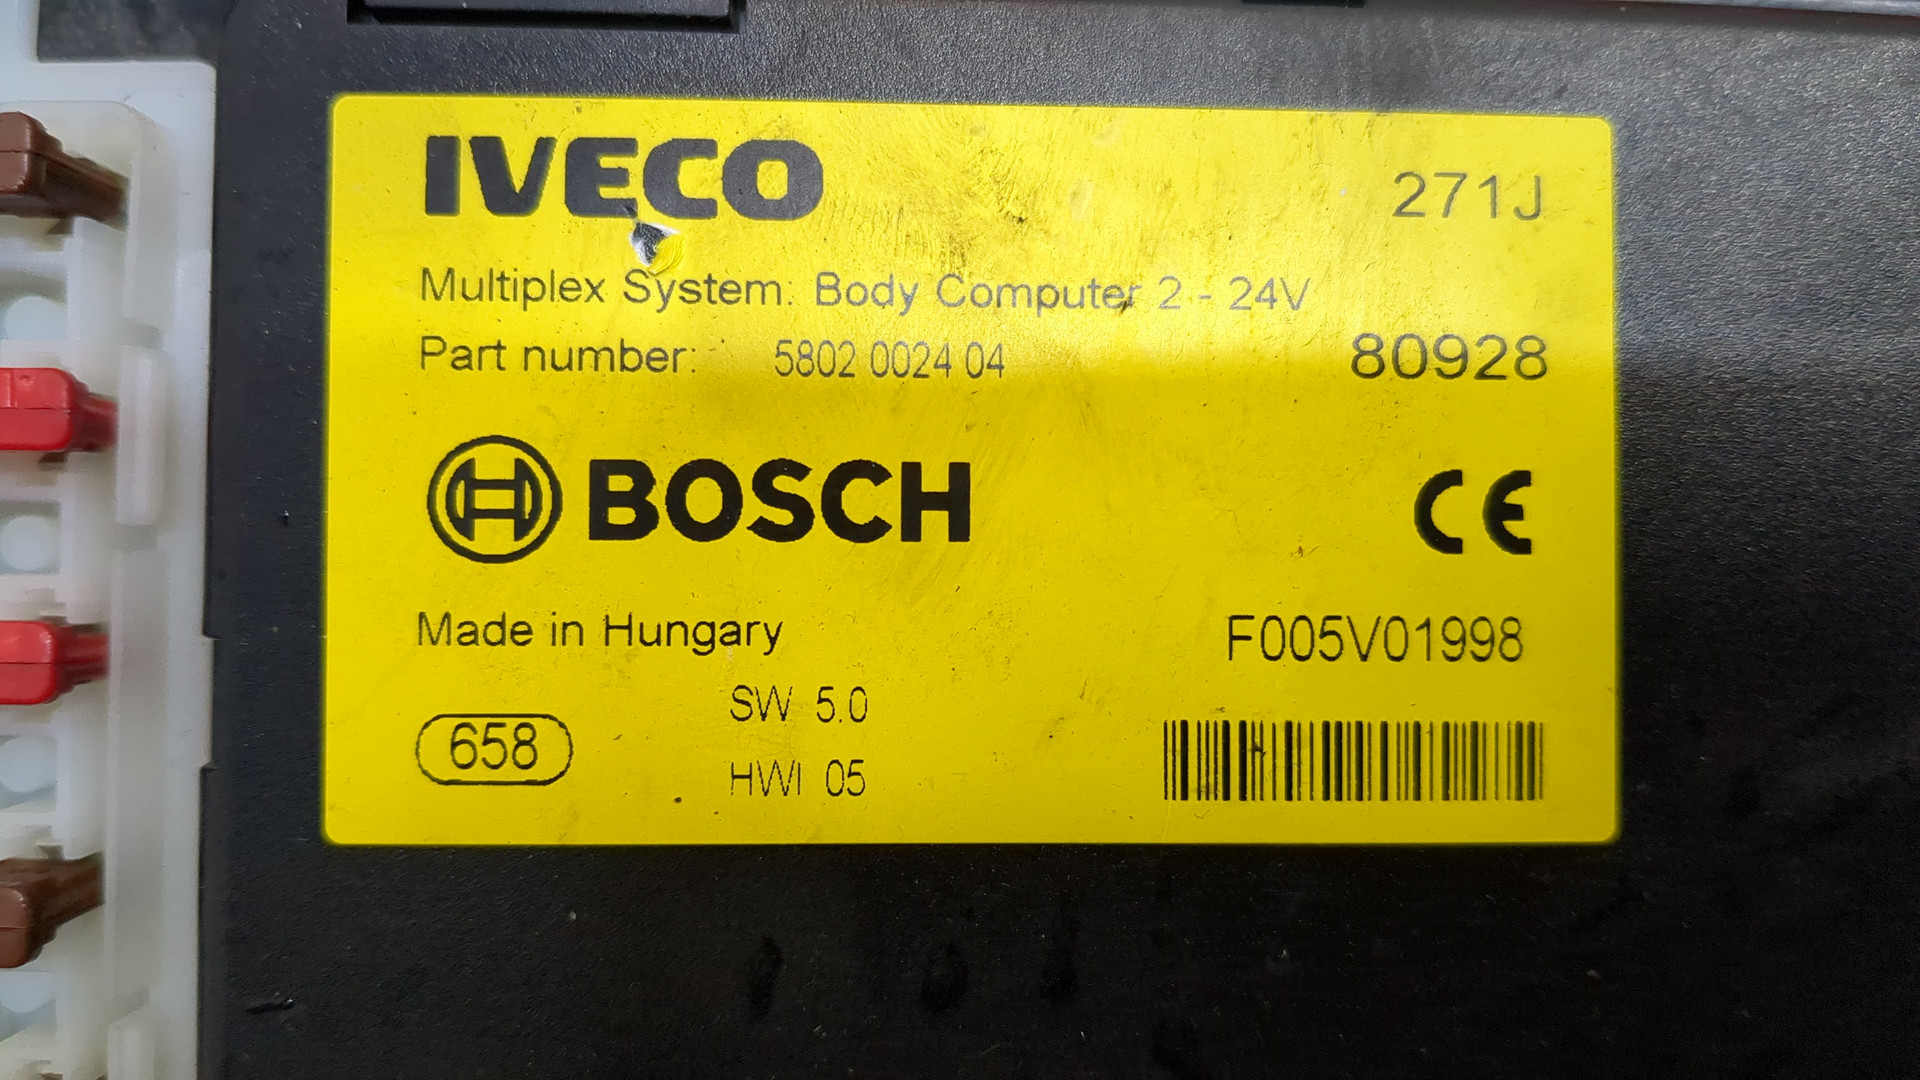 IVECO
271J
Multiplex System: Body Computer 2 - 24V
Part number: 5802 0024 04
80928
BOSCH
CE
Made in Hungary
F005V01998
SW 5.0
658
HWI 05